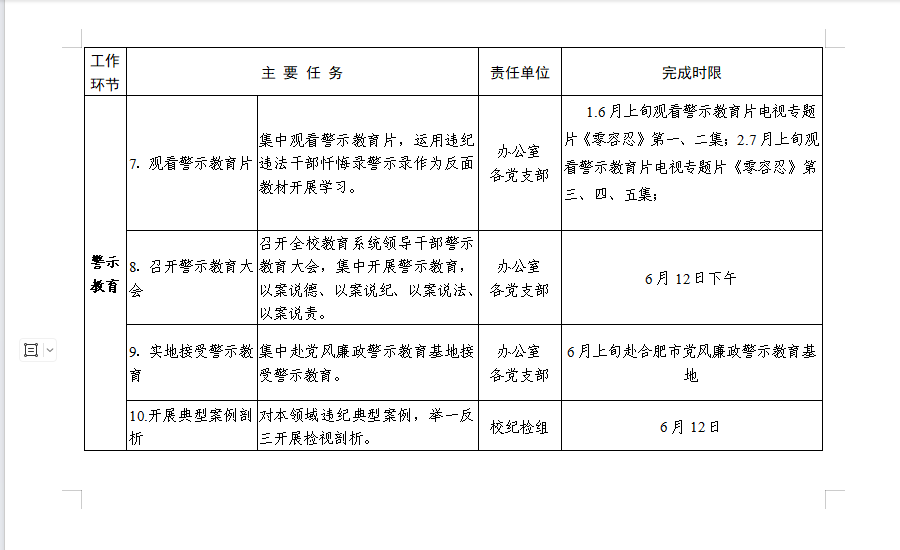 工作
环节
主 要 任 务
责任单位
完成时限
警示
教育
7. 观看警示教育片
集中观看警示教育片，运用违纪
违法干部忏悔录警示录作为反面
教材开展学习。
办公室
各党支部
1.6月上旬观看警示教育片电视专题
片《零容忍》第一、二集；2.7月上旬观
看警示教育片电视专题片《零容忍》第
三、四、五集；
8. 召开警示教育大
会
召开全校教育系统领导干部警示
教育大会，集中开展警示教育，
以案说德、以案说纪、以案说法、
以案说责。
办公室
各党支部
6月12日下午
9. 实地接受警示教
育
集中赴党风廉政警示教育基地接
受警示教育。
办公室
各党支部
6月上旬赴合肥市党风廉政警示教育基
地
10.开展典型案例剖
析
对本领域违纪典型案例，举一反
三开展检视剖析。
校纪检组
6月12日